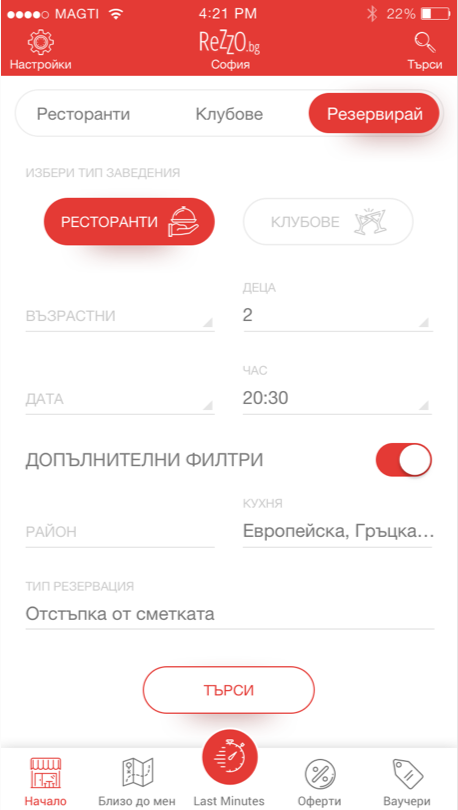 MAGTI 4:21 PM 22%
ReZZO.bg
Настройки София Търси
Ресторанти Клубове Резервирай
ИЗБЕРИ ТИП ЗАВЕДЕНИЯ
РЕСТОРАНТИ КЛУБОВЕ
ДЕЦА
ВЪЗРАСТНИ 2
ЧАС
ДАТА 20:30
ДОПЪЛНИТЕЛНИ ФИЛТРИ
КУХНЯ
РАЙОН Европейска, Гръцка...
ТИП РЕЗЕРВАЦИЯ
Отстъпка от сметката
ТЪРСИ
Начало Близо до мен Last Minutes Оферти Ваучери